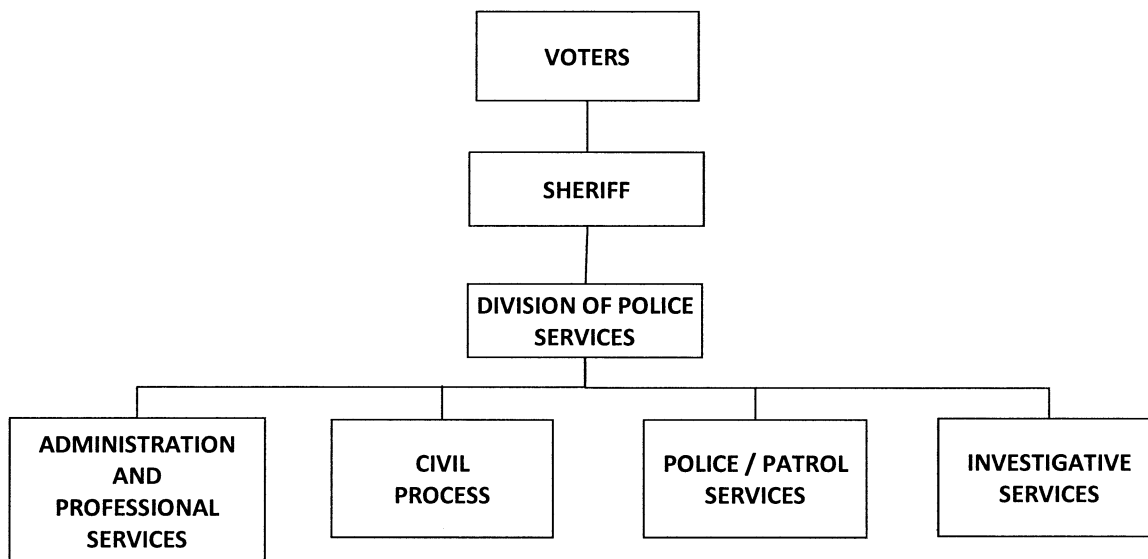 VOTERS
SHERIFF
DIVISION OF POLICE
SERVICES
ADMINISTRATION
AND
PROFESSIONAL
SERVICES
CIVIL
PROCESS
POLICE / PATROL
SERVICES
INVESTIGATIVE
SERVICES